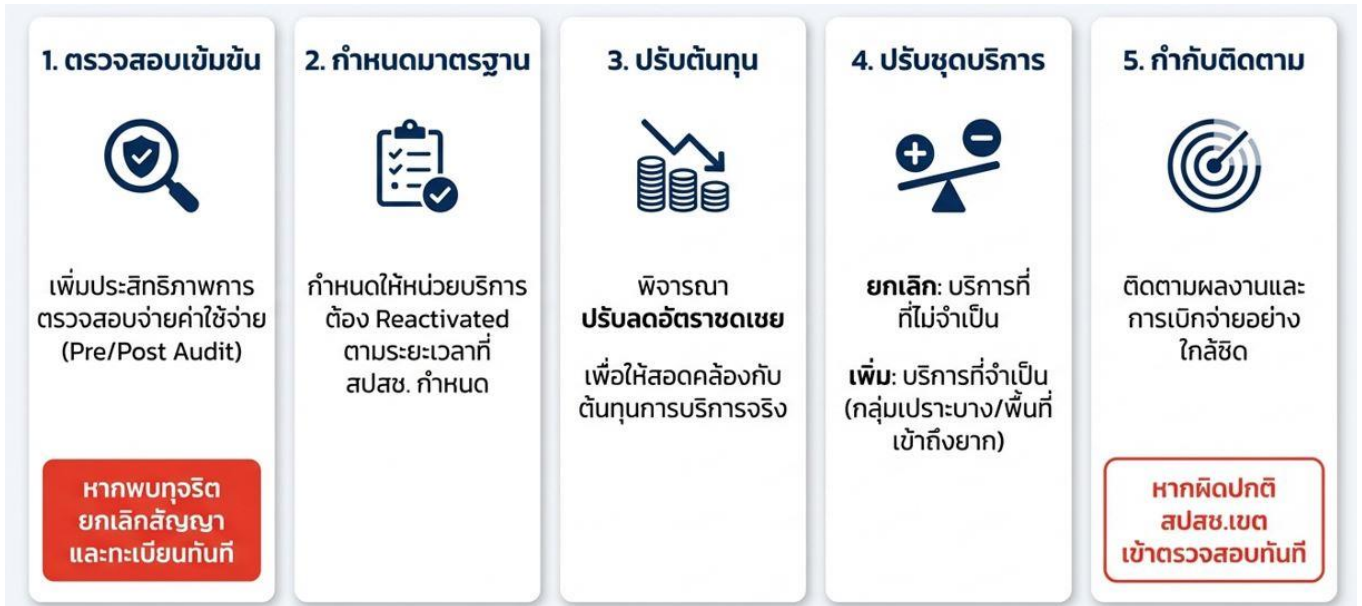 1. ตรวจสอบเข้มข้น
เพิ่มประสิทธิภาพการ
ตรวจสอบจ่ายค่าใช้จ่าย
(Pre/Post Audit)
หากพบทุจริต
ยกเลิกสัญญา
และทะเบียนทันที
2. กำหนดมาตรฐาน
กำหนดให้หน่วยบริการ
ต้อง Reactivated
ตามระยะเวลาที่
สปสช. กำหนด
3. ปรับต้นทุน
พิจารณา
ปรับลดอัตราชดเชย
เพื่อให้สอดคล้องกับ
ต้นทุนการบริการจริง
4. ปรับชุดบริการ
ยกเลิก: บริการที่
ที่ไม่จำเป็น
เพิ่ม: บริการที่จำเป็น
(กลุ่มเปราะบาง/พื้นที่
เข้าถึงยาก)
5. กำกับติดตาม
ติดตามผลงานและ
การเบิกจ่ายอย่าง
ใกล้ชิด
หากผิดปกติ
สปสช.เขต
เข้าตรวจสอบทันที